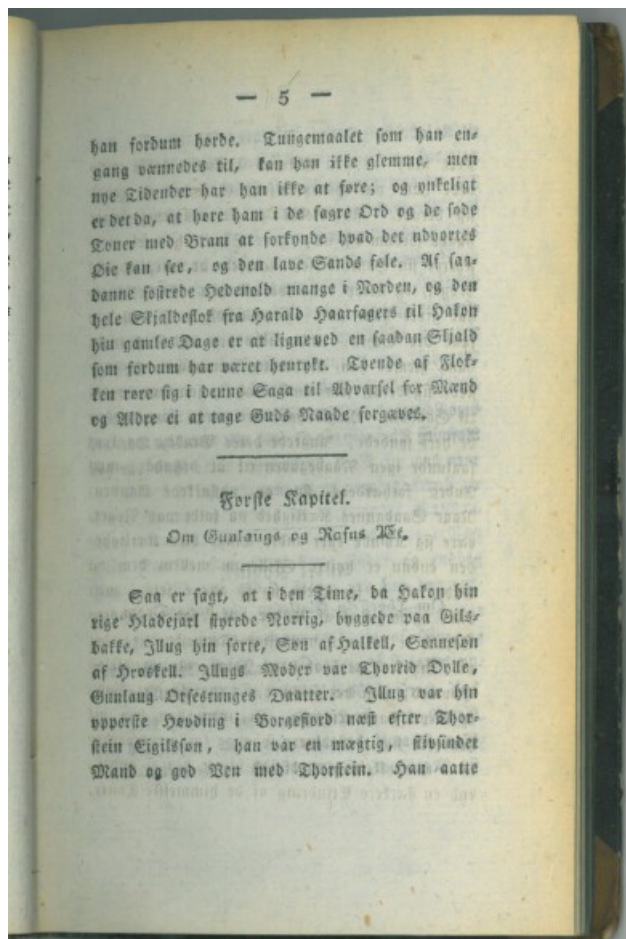 — 5 —
han fordum hørde. Tungemaalet som han en=
gang vænnedes til, kan han ikke glemme, men
nye Tidender har han ikke at føre; og ynkeligt
er det da, at høre ham i de fagre Ord og de søde
Toner med Bram at forkynde hvad det udvortes
Øie kan see, og den lave Sands føle. Af saa=
danne fostrede Hedenold mange i Norden, og den
hele Skjaldeflok fra Harald Haarfagers til Hakon
hin gamles Dage er at ligne ved en saadan Skjald
som fordum har været henrykt. Tvende af Flok=
ken røre sig i denne Saga til Advarsel for Mænd
og Aldre ei at tage Guds Naade forgæves.
Første Kapitel.
Om Gunlaugs og Rafns Æt.
Saa er sagt, at i den Time, da Hakon hin
rige Hladejarl styrede Norrig, byggede paa Gils=
bakke, Illug hin sorte, Søn af Halkell, Sønnesøn
af Hroskell. Illugs Moder var Thoreid Dylle,
Gunlaug Orfestunges Daatter. Illug var hin
ypperste Høvding i Borgefiord næst efter Thor=
stein Eigilssøn, han var en mægtig, stivsindet
Mand og god Ven med Thorstein. Han aatte